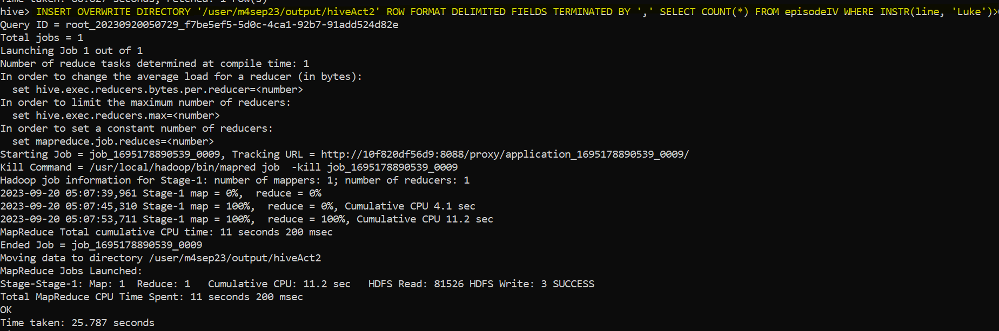 Time taken: 60.627 seconds, Fetched: 1 row(s)
hive> INSERT OVERWRITE DIRECTORY '/user/m4sep23/output/hiveAct2' ROW FORMAT DELIMITED FIELDS TERMINATED BY ',' SELECT COUNT(*) FROM episodeIV WHERE INSTR(line, 'Luke')>
Query ID = root_20230920050729_f7be5ef5-5d0c-4ca1-92b7-91add524d82e
Total jobs = 1
Launching Job 1 out of 1
Number of reduce tasks determined at compile time: 1
In order to change the average load for a reducer (in bytes):
  set hive.exec.reducers.bytes.per.reducer=<number>
In order to limit the maximum number of reducers:
  set hive.exec.reducers.max=<number>
In order to set a constant number of reducers:
  set mapreduce.job.reduces=<number>
Starting Job = job_1695178890539_0009, Tracking URL = http://10f820df56d9:8088/proxy/application_1695178890539_0009/
Kill Command = /usr/local/hadoop/bin/mapred job  -kill job_1695178890539_0009
Hadoop job information for Stage-1: number of mappers: 1; number of reducers: 1
2023-09-20 05:07:39,961 Stage-1 map = 0%,  reduce = 0%
2023-09-20 05:07:45,310 Stage-1 map = 100%,  reduce = 0%, Cumulative CPU 4.1 sec
2023-09-20 05:07:53,711 Stage-1 map = 100%,  reduce = 100%, Cumulative CPU 11.2 sec
MapReduce Total cumulative CPU time: 11 seconds 200 msec
Ended Job = job_1695178890539_0009
Moving data to directory /user/m4sep23/output/hiveAct2
MapReduce Jobs Launched:
Stage-Stage-1: Map: 1  Reduce: 1   Cumulative CPU: 11.2 sec   HDFS Read: 81526 HDFS Write: 3 SUCCESS
Total MapReduce CPU Time Spent: 11 seconds 200 msec
OK
Time taken: 25.787 seconds